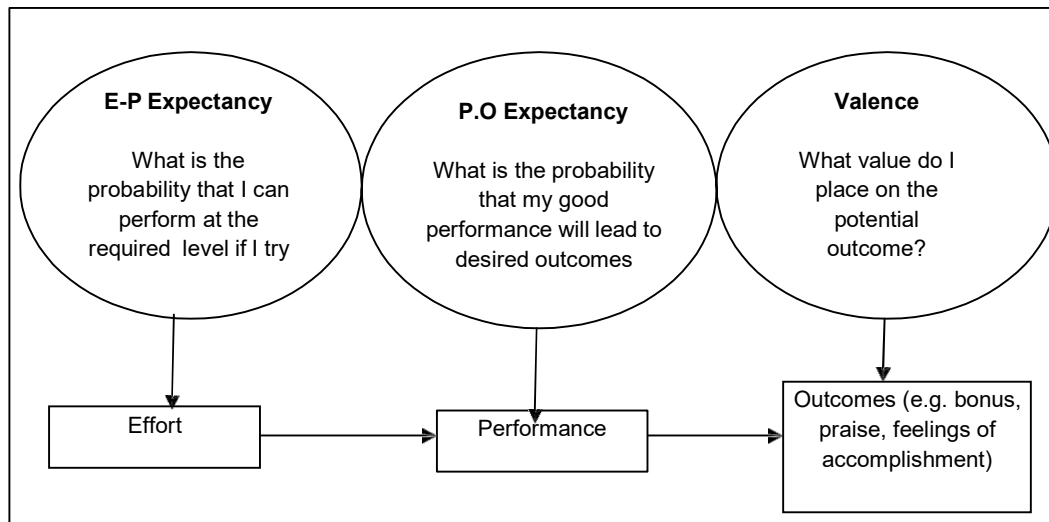 E-P Expectancy
What is the
probability that I can
perform at the
required level if I try
P.O Expectancy
What is the probability
that my good
performance will lead to
desired outcomes
Valence
What value do I
place on the
potential
outcome?
Effort
Performance
Outcomes (e.g. bonus,
praise, feelings of
accomplishment)